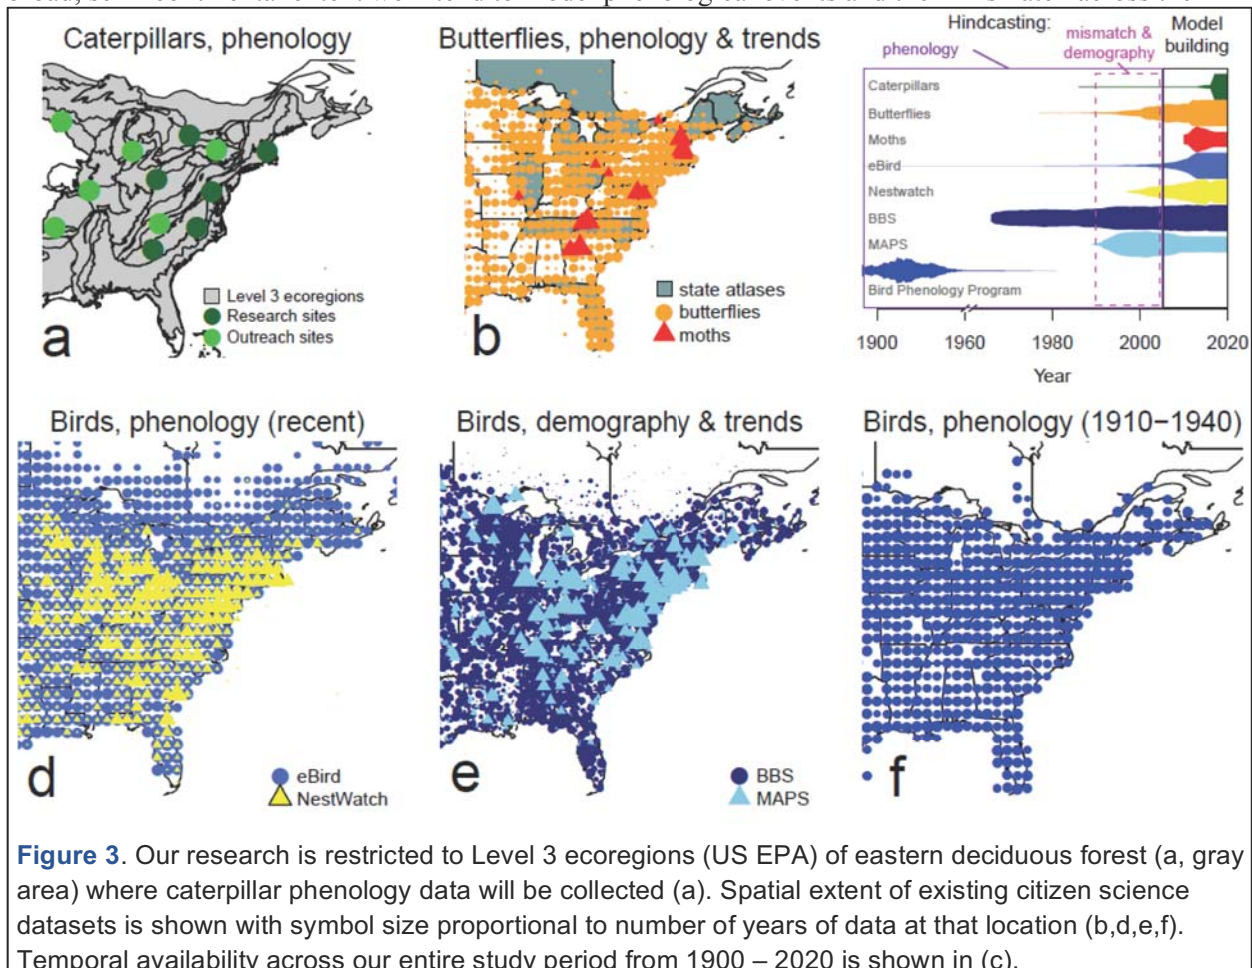 Caterpillars, phenology
Level 3 ecoregions
Research sites
Outreach sites
a
Butterflies, phenology & trends
state atlases
butterflies
moths
b
Hindcasting:
Model
building
phenology
mismatch &
demography
Caterpillars
Butterflies
Moths
eBird
Nestwatch
BBS
MAPS
Bird Phenology Program
1900 1960 1980 2000 2020
Year
Birds, phenology (recent)
d
eBird
NestWatch
Birds, demography & trends
e
BBS
MAPS
Birds, phenology (1910–1940)
f
Figure 3. Our research is restricted to Level 3 ecoregions (US EPA) of eastern deciduous forest (a, gray
area) where caterpillar phenology data will be collected (a). Spatial extent of existing citizen science
datasets is shown with symbol size proportional to number of years of data at that location (b,d,e,f).
Temporal availability across our entire study period from 1900 – 2020 is shown in (c).